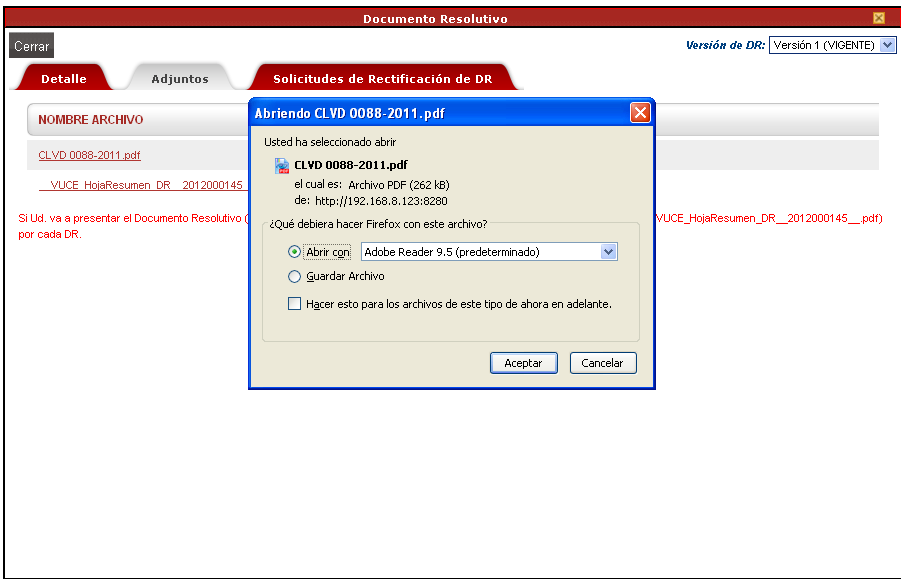 Documento Resolutivo
Cerrar
Versión de DR: Versión 1 (VIGENTE)
Detalle Adjuntos Solicitudes de Rectificación de DR
NOMBRE ARCHIVO
CLVD 0088-2011.pdf
__VUCE_HojaResumen_DR__2012000145_
Si Ud. va a presentar el Documento Resolutivo ( VUCE_HojaResumen_DR__2012000145__.pdf)
por cada DR.
Abriendo CLVD 0088-2011.pdf
Usted ha seleccionado abrir
CLVD 0088-2011.pdf
el cual es: Archivo PDF (262 kB)
de: http://192.168.8.123:8280
¿Qué debiera hacer Firefox con este archivo?
Abrir con Adobe Reader 9.5 (predeterminado)
Guardar Archivo
Hacer esto para los archivos de este tipo de ahora en adelante.
Aceptar Cancelar